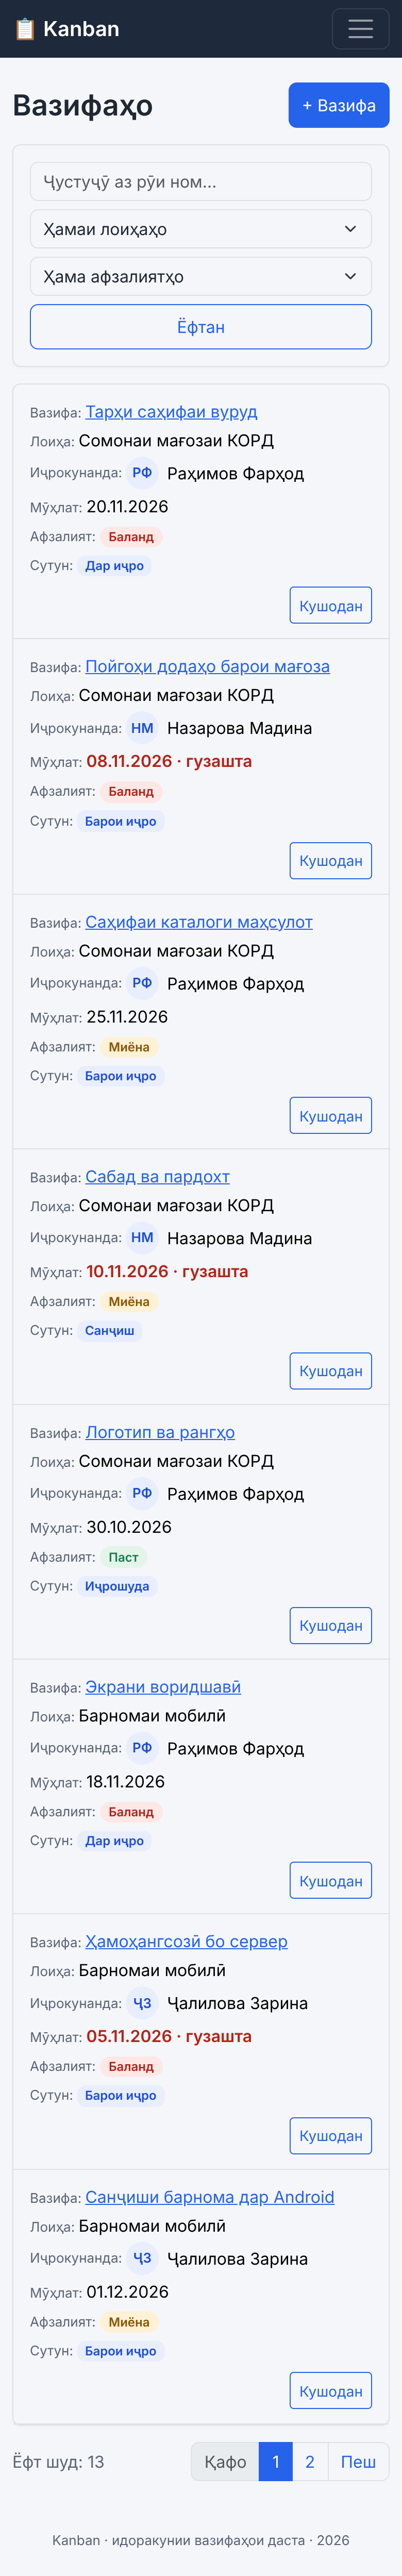 📋 Kanban
Вазифаҳо
+ Вазифа
Ҷустуҷӯ аз рӯи ном...
Ҳамаи лоиҳаҳо
Ҳама афзалиятҳо
Ёфтан
Вазифа: Тарҳи саҳифаи вуруд
Лоиҳа: Сомонаи мағозаи КОРД
Иҷрокунанда: РФ Раҳимов Фарҳод
Мӯҳлат: 20.11.2026
Афзалият: Баланд
Сутун: Дар иҷро
Кушодан
Вазифа: Пойгоҳи додаҳо барои мағоза
Лоиҳа: Сомонаи мағозаи КОРД
Иҷрокунанда: НМ Назарова Мадина
Мӯҳлат: 08.11.2026 · гузашта
Афзалият: Баланд
Сутун: Барои иҷро
Кушодан
Вазифа: Саҳифаи каталоги маҳсулот
Лоиҳа: Сомонаи мағозаи КОРД
Иҷрокунанда: РФ Раҳимов Фарҳод
Мӯҳлат: 25.11.2026
Афзалият: Миёна
Сутун: Барои иҷро
Кушодан
Вазифа: Сабад ва пардохт
Лоиҳа: Сомонаи мағозаи КОРД
Иҷрокунанда: НМ Назарова Мадина
Мӯҳлат: 10.11.2026 · гузашта
Афзалият: Миёна
Сутун: Санҷиш
Кушодан
Вазифа: Логотип ва рангҳо
Лоиҳа: Сомонаи мағозаи КОРД
Иҷрокунанда: РФ Раҳимов Фарҳод
Мӯҳлат: 30.10.2026
Афзалият: Паст
Сутун: Иҷрошуда
Кушодан
Вазифа: Экрани воридшавӣ
Лоиҳа: Барномаи мобилӣ
Иҷрокунанда: РФ Раҳимов Фарҳод
Мӯҳлат: 18.11.2026
Афзалият: Баланд
Сутун: Дар иҷро
Кушодан
Вазифа: Ҳамоҳангсозӣ бо сервер
Лоиҳа: Барномаи мобилӣ
Иҷрокунанда: ҶЗ Ҷалилова Зарина
Мӯҳлат: 05.11.2026 · гузашта
Афзалият: Баланд
Сутун: Барои иҷро
Кушодан
Вазифа: Санҷиши барнома дар Android
Лоиҳа: Барномаи мобилӣ
Иҷрокунанда: ҶЗ Ҷалилова Зарина
Мӯҳлат: 01.12.2026
Афзалият: Миёна
Сутун: Барои иҷро
Кушодан
Ёфт шуд: 13
Қафо 1 2 Пеш
Kanban · идоракунии вазифаҳои даста · 2026